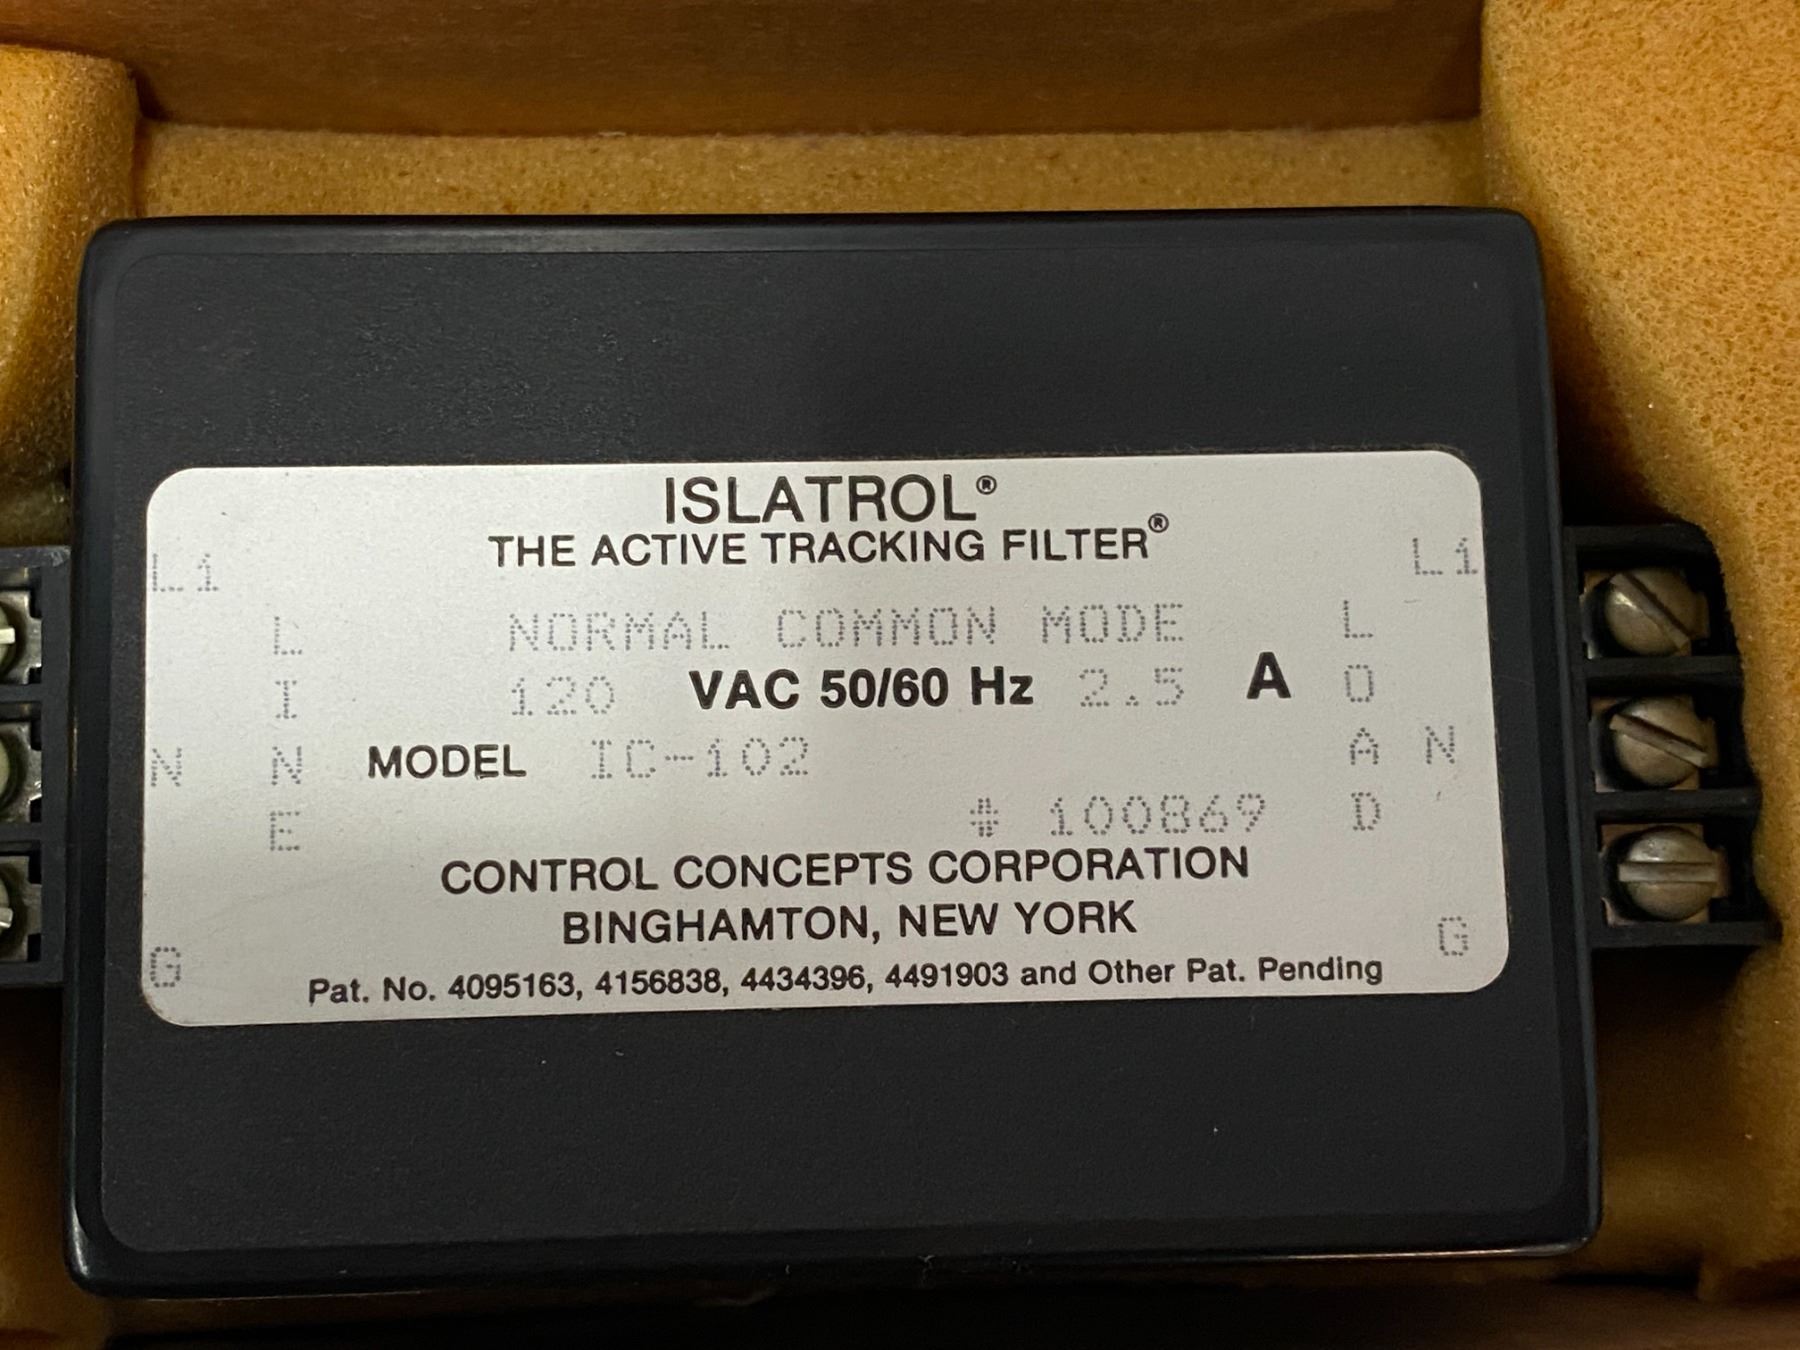 ISLATROL®
THE ACTIVE TRACKING FILTER®
L1 L1
L NORMAL COMMON MODE L
I 120 VAC 50/60 Hz 2.5 A O
N N MODEL IC-102 A N
E # 100869 D
CONTROL CONCEPTS CORPORATION
BINGHAMTON, NEW YORK
G G
Pat. No. 4095163, 4156838, 4434396, 4491903 and Other Pat. Pending